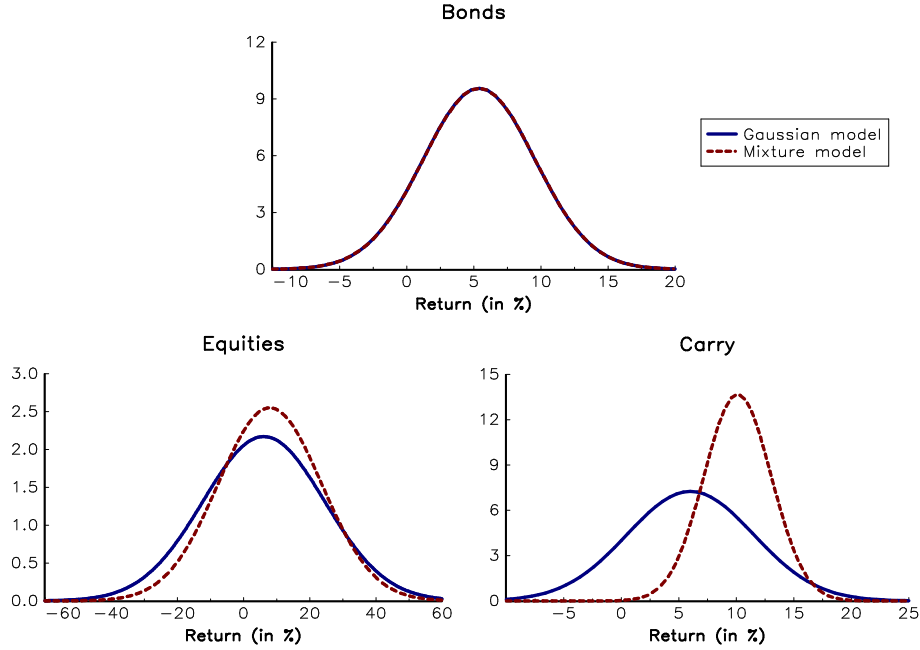 Bonds
12
9
6
3
0
−10 −5 0 5 10 15 20
Return (in %)
Gaussian model
Mixture model
Equities
3.0
2.5
2.0
1.5
1.0
0.5
0.0
−60 −40 −20 0 20 40 60
Return (in %)
Carry
15
12
9
6
3
0
−5 0 5 10 15 20 25
Return (in %)